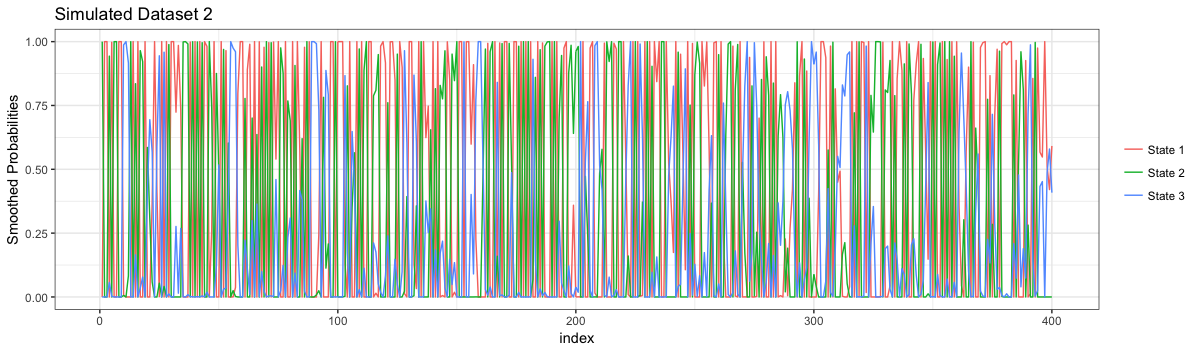 Simulated Dataset 2
Smoothed Probabilities
1.00
0.75
0.50
0.25
0.00
0
100
200
300
400
index
State 1
State 2
State 3